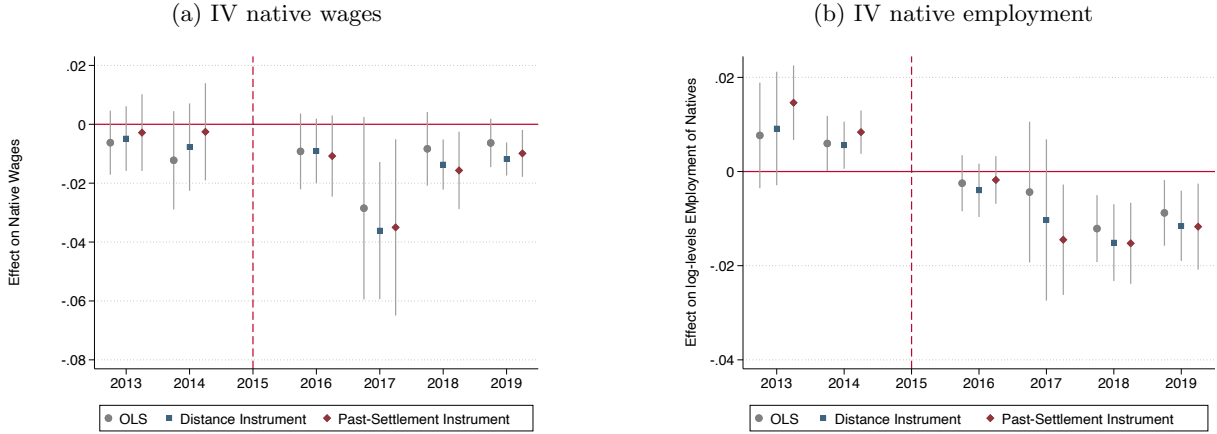 (a) IV native wages
Effect on Native Wages
.02
0
-.02
-.04
-.06
-.08
2013 2014 2015 2016 2017 2018 2019
OLS Distance Instrument Past-Settlement Instrument
(b) IV native employment
Effect on log-levels EMployment of Natives
.02
0
-.02
-.04
2013 2014 2015 2016 2017 2018 2019
OLS Distance Instrument Past-Settlement Instrument